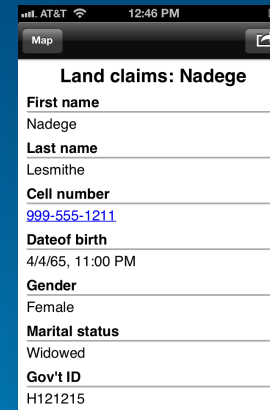 AT&T 12:46 PM
Map
Land claims: Nadege
First name
Nadege
Last name
Lesmithe
Cell number
999-555-1211
Dateof birth
4/4/65, 11:00 PM
Gender
Female
Marital status
Widowed
Gov't ID
H121215